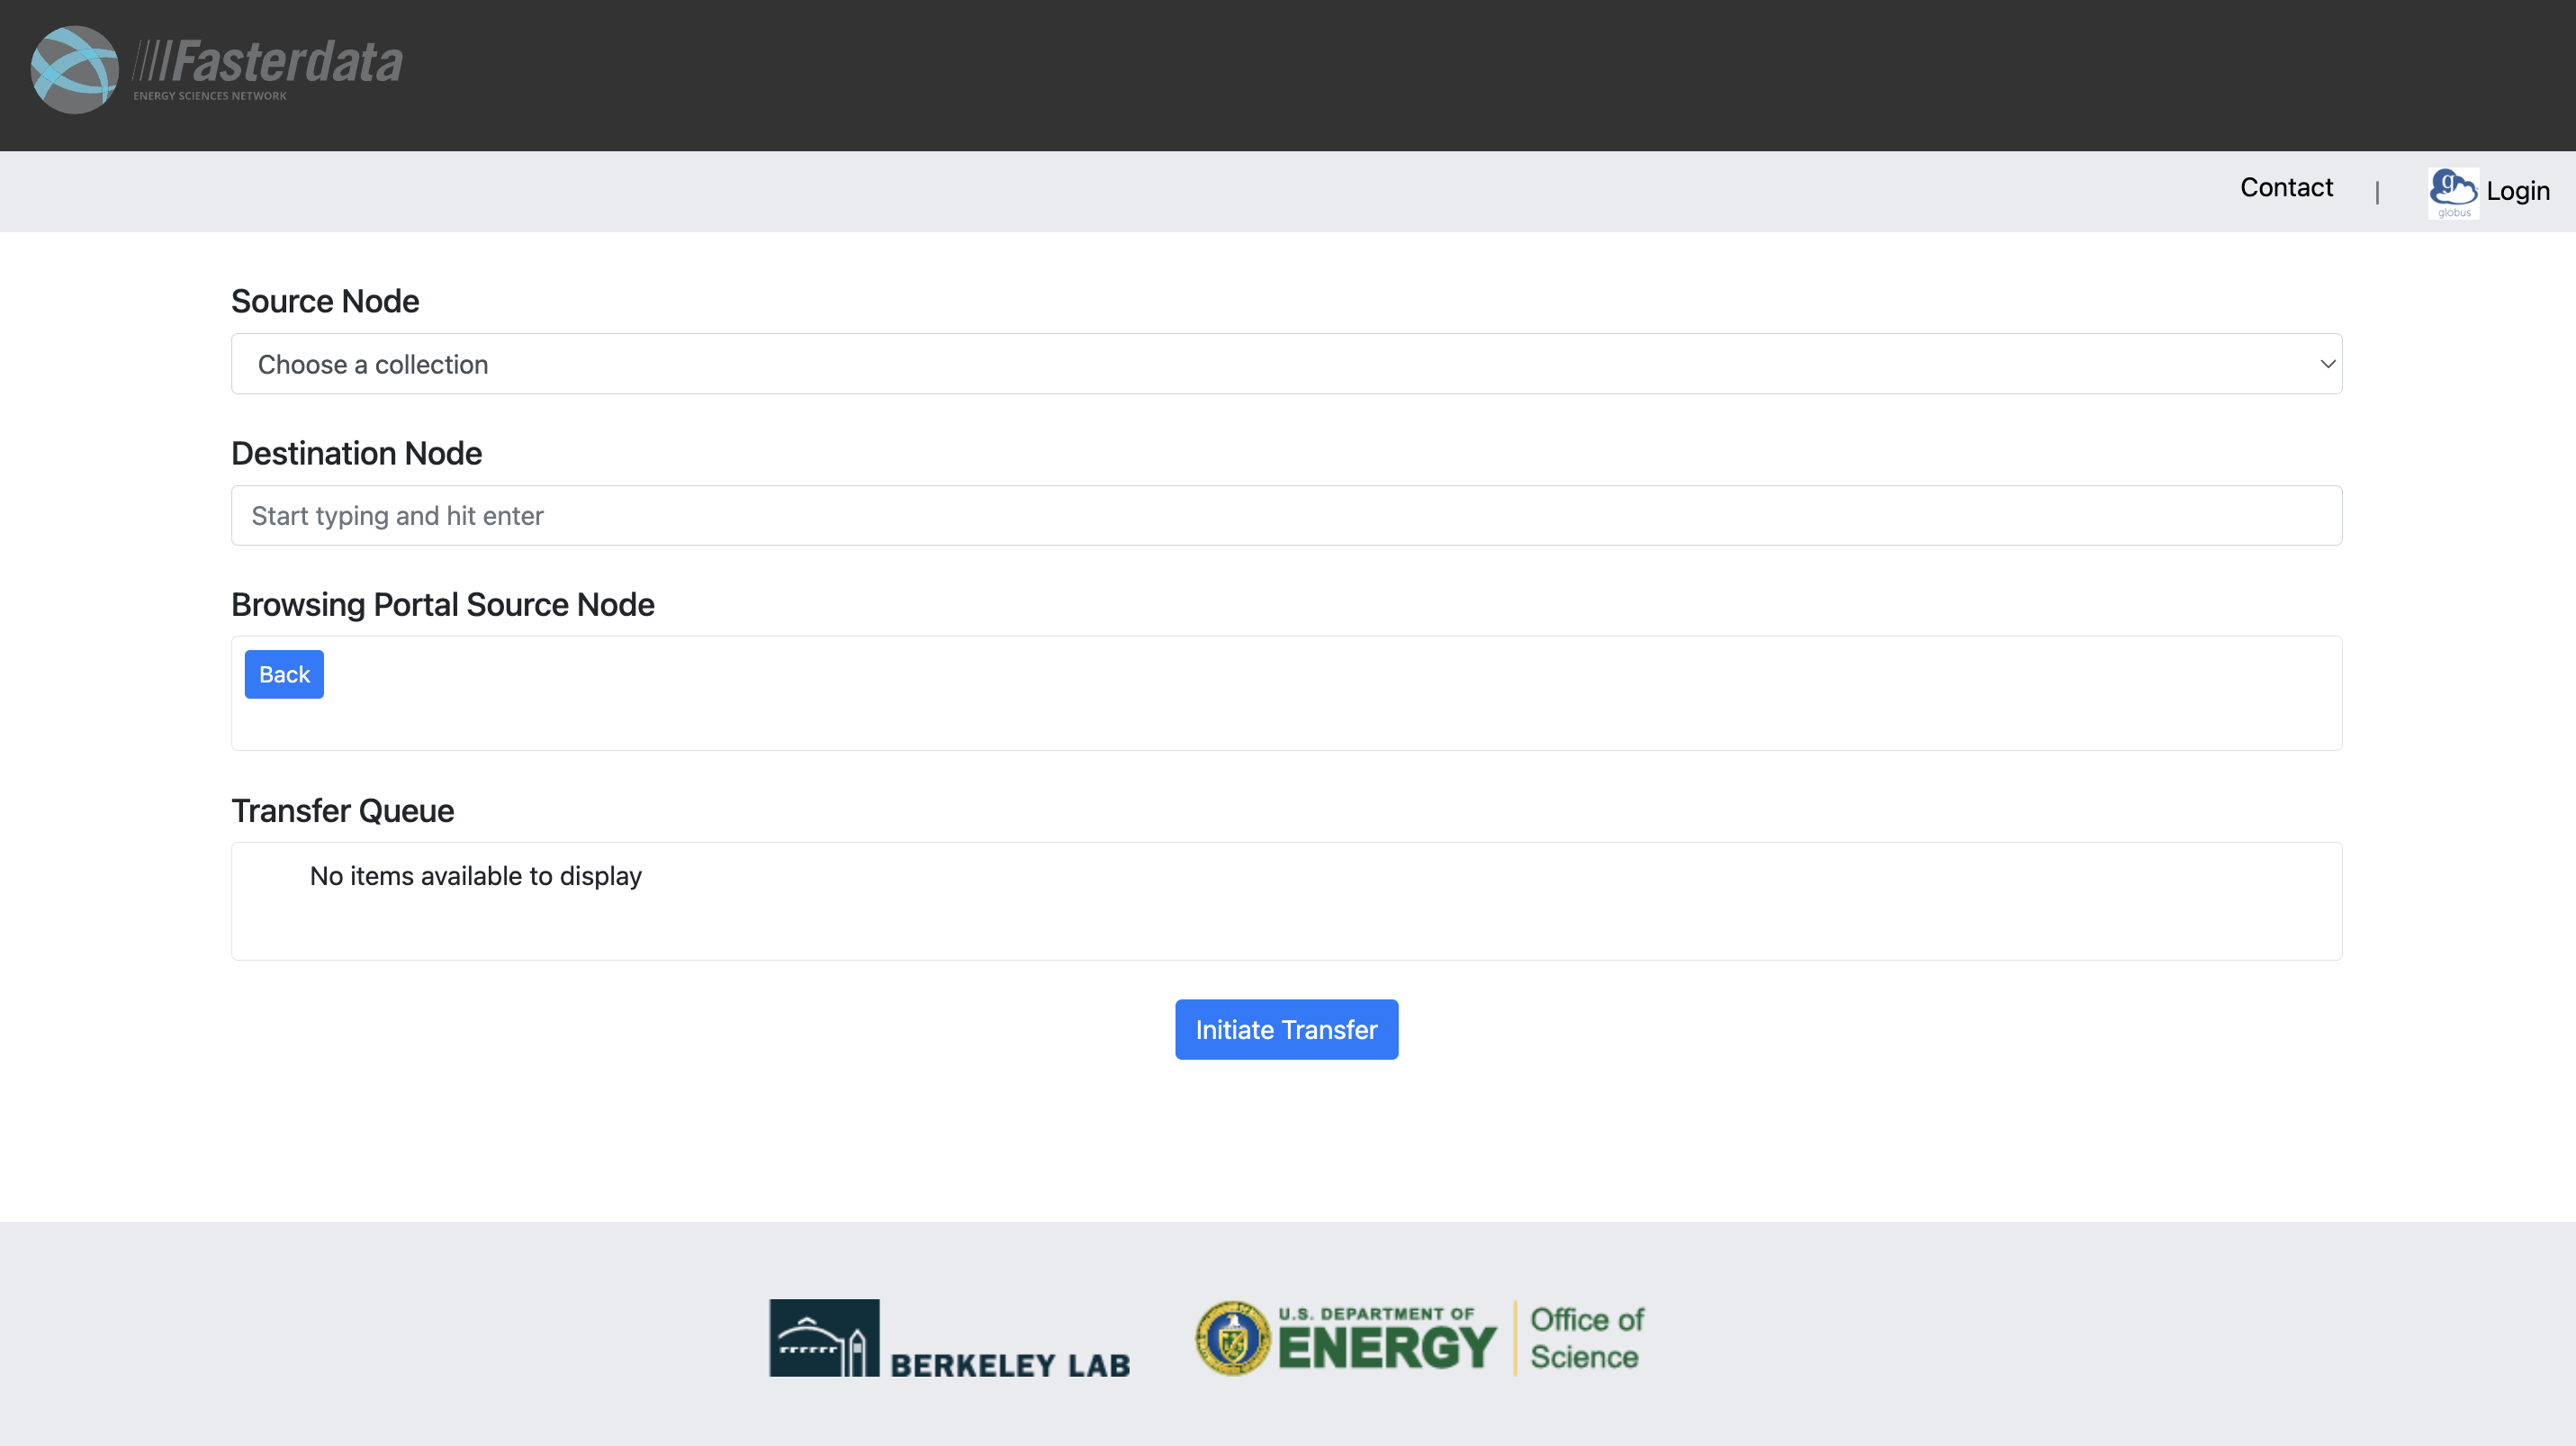 Fasterdata
ENERGY SCIENCES NETWORK
Contact | g globus Login
Source Node
Choose a collection
Destination Node
Start typing and hit enter
Browsing Portal Source Node
Back
Transfer Queue
No items available to display
Initiate Transfer
BERKELEY LAB
U.S. DEPARTMENT OF
ENERGY
Office of
Science